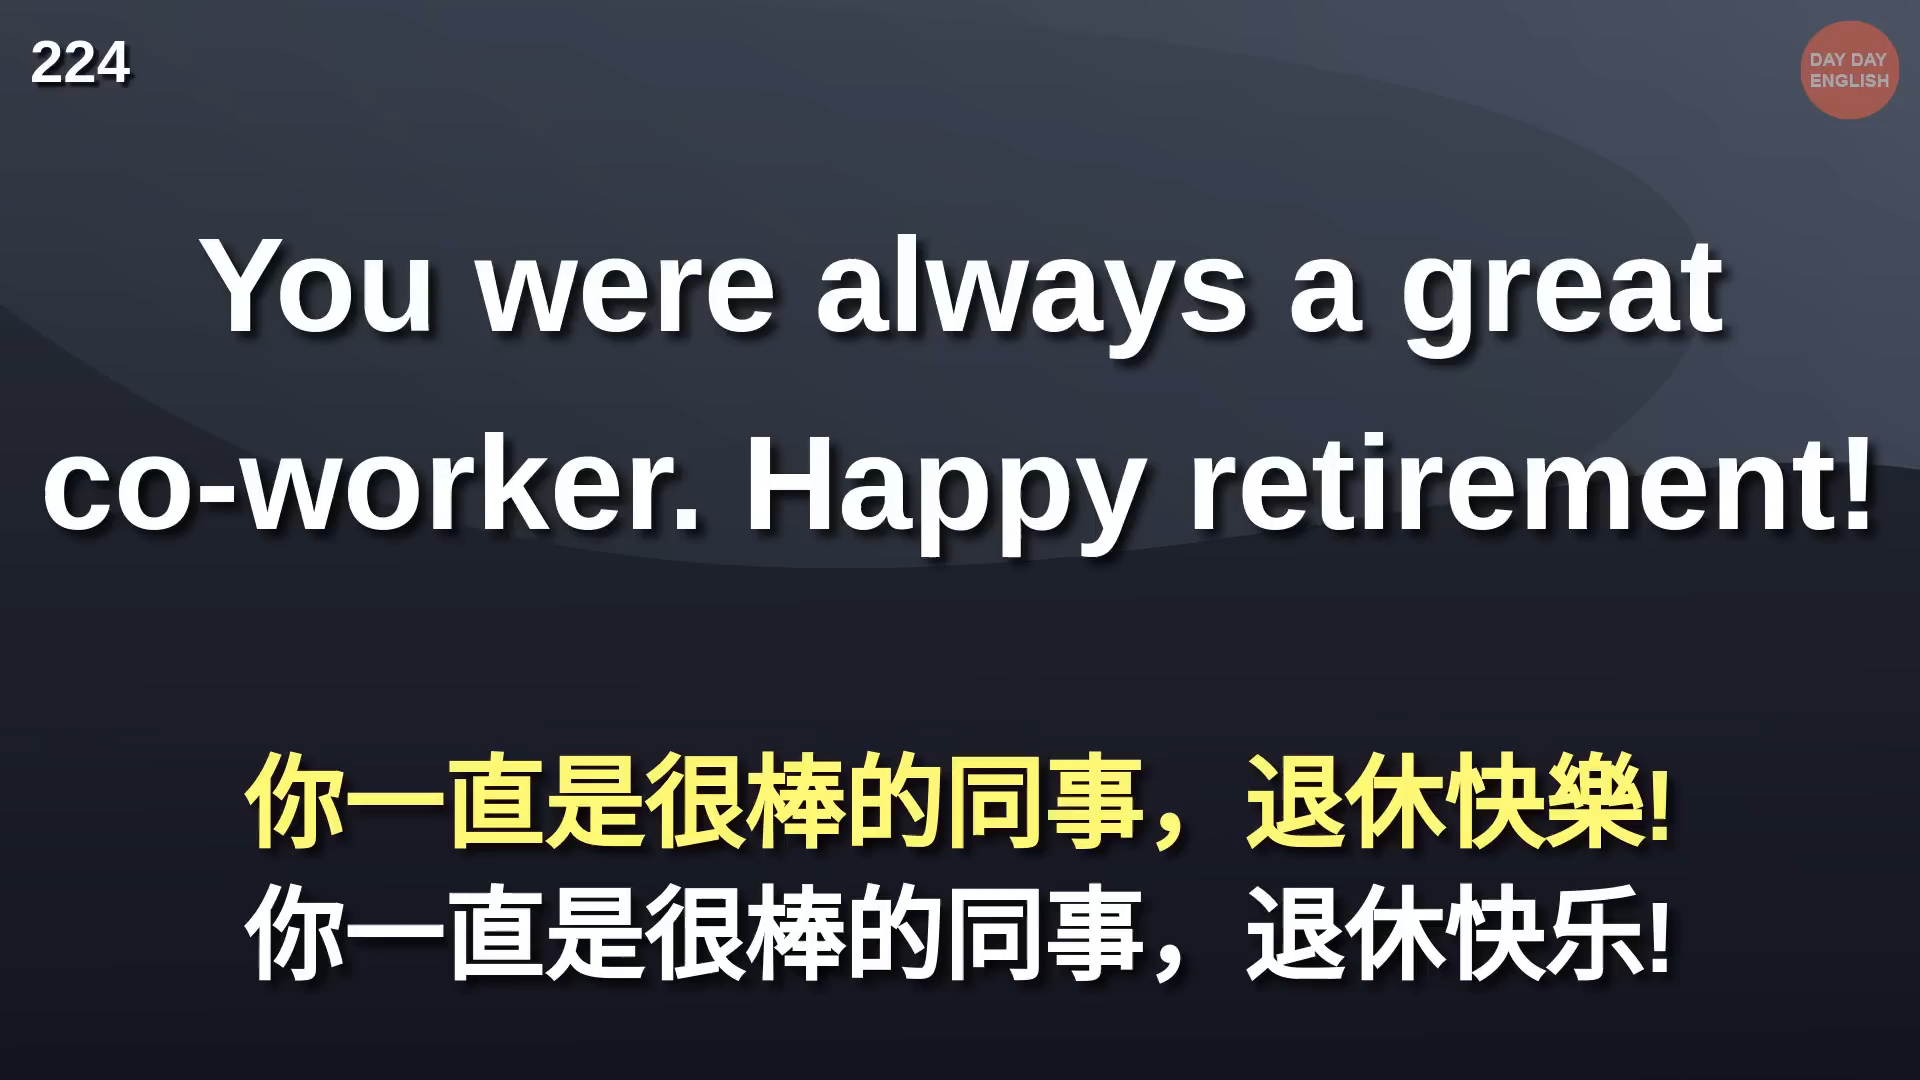 224
DAY DAY
ENGLISH
You were always a great
co-worker. Happy retirement!
你一直是很棒的同事，退休快樂!
你一直是很棒的同事，退休快乐!